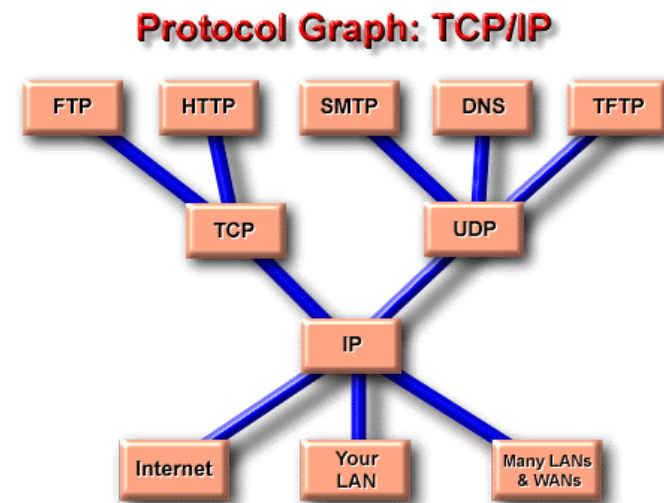 Protocol Graph: TCP/IP
FTP
HTTP
SMTP
DNS
TFTP
TCP
UDP
IP
Internet
Your
LAN
Many LANs
& WANs